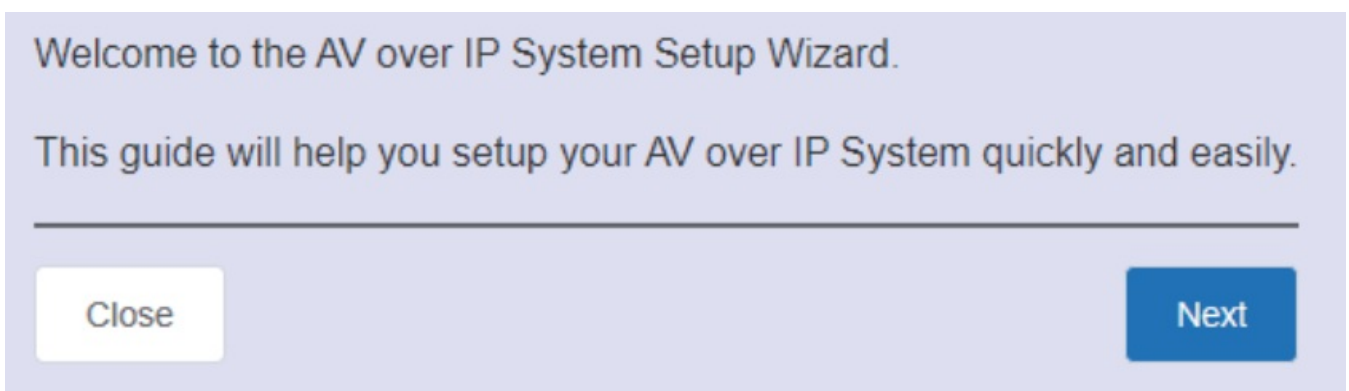 Welcome to the AV over IP System Setup Wizard.
This guide will help you setup your AV over IP System quickly and easily.
Close
Next